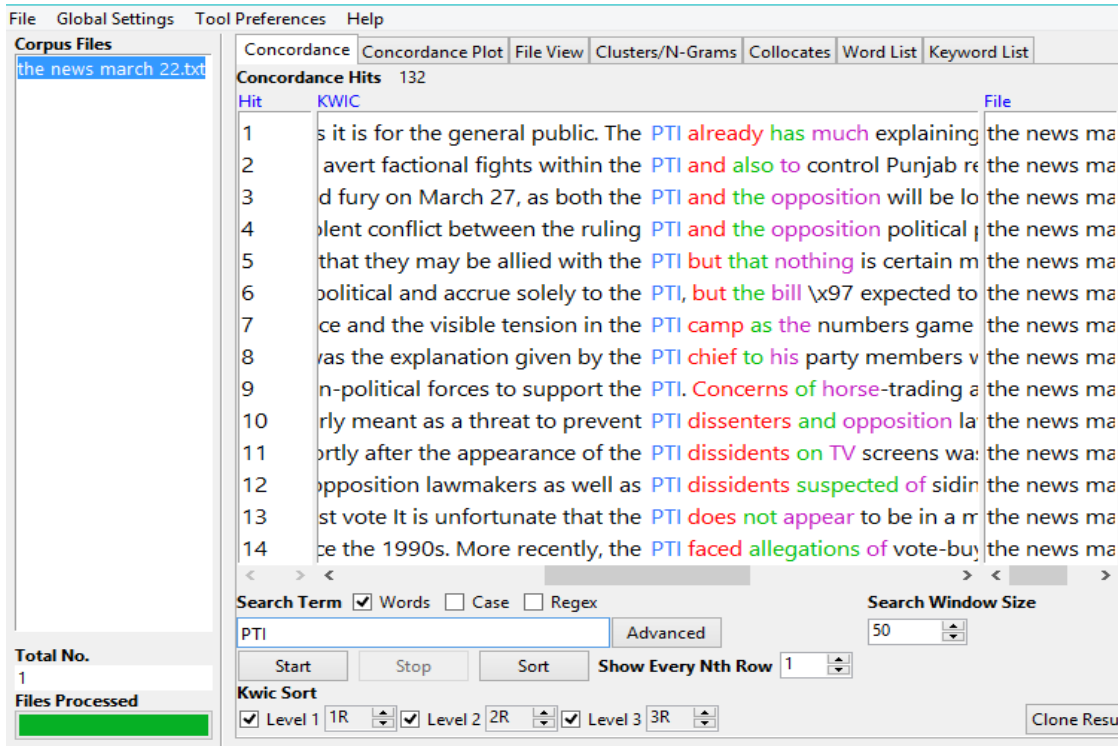 File Global Settings Tool Preferences Help
Corpus Files
the news march 22.txt
Concordance Concordance Plot File View Clusters/N-Grams Collocates Word List Keyword List
Concordance Hits 132
Hit KWIC File
1 s it is for the general public. The PTI already has much explaining the news ma
2 avert factional fights within the PTI and also to control Punjab re the news ma
3 d fury on March 27, as both the PTI and the opposition will be lo the news ma
4 lent conflict between the ruling PTI and the opposition political the news ma
5 that they may be allied with the PTI but that nothing is certain m the news ma
6 political and accrue solely to the PTI, but the bill \x97 expected to the news ma
7 ce and the visible tension in the PTI camp as the numbers game the news ma
8 was the explanation given by the PTI chief to his party members w the news ma
9 n-political forces to support the PTI. Concerns of horse-trading a the news ma
10 rly meant as a threat to prevent PTI dissenters and opposition la the news ma
11 ortly after the appearance of the PTI dissidents on TV screens was the news ma
12 opposition lawmakers as well as PTI dissidents suspected of sidin the news ma
13 st vote It is unfortunate that the PTI does not appear to be in a m the news ma
14 ce the 1990s. More recently, the PTI faced allegations of vote-buy the news ma
Search Term Words Case Regex Search Window Size
PTI Advanced 50
Total No.
1
Start Stop Sort Show Every Nth Row 1
Files Processed
Kwic Sort
Level 1 1R Level 2 2R Level 3 3R Clone Resu